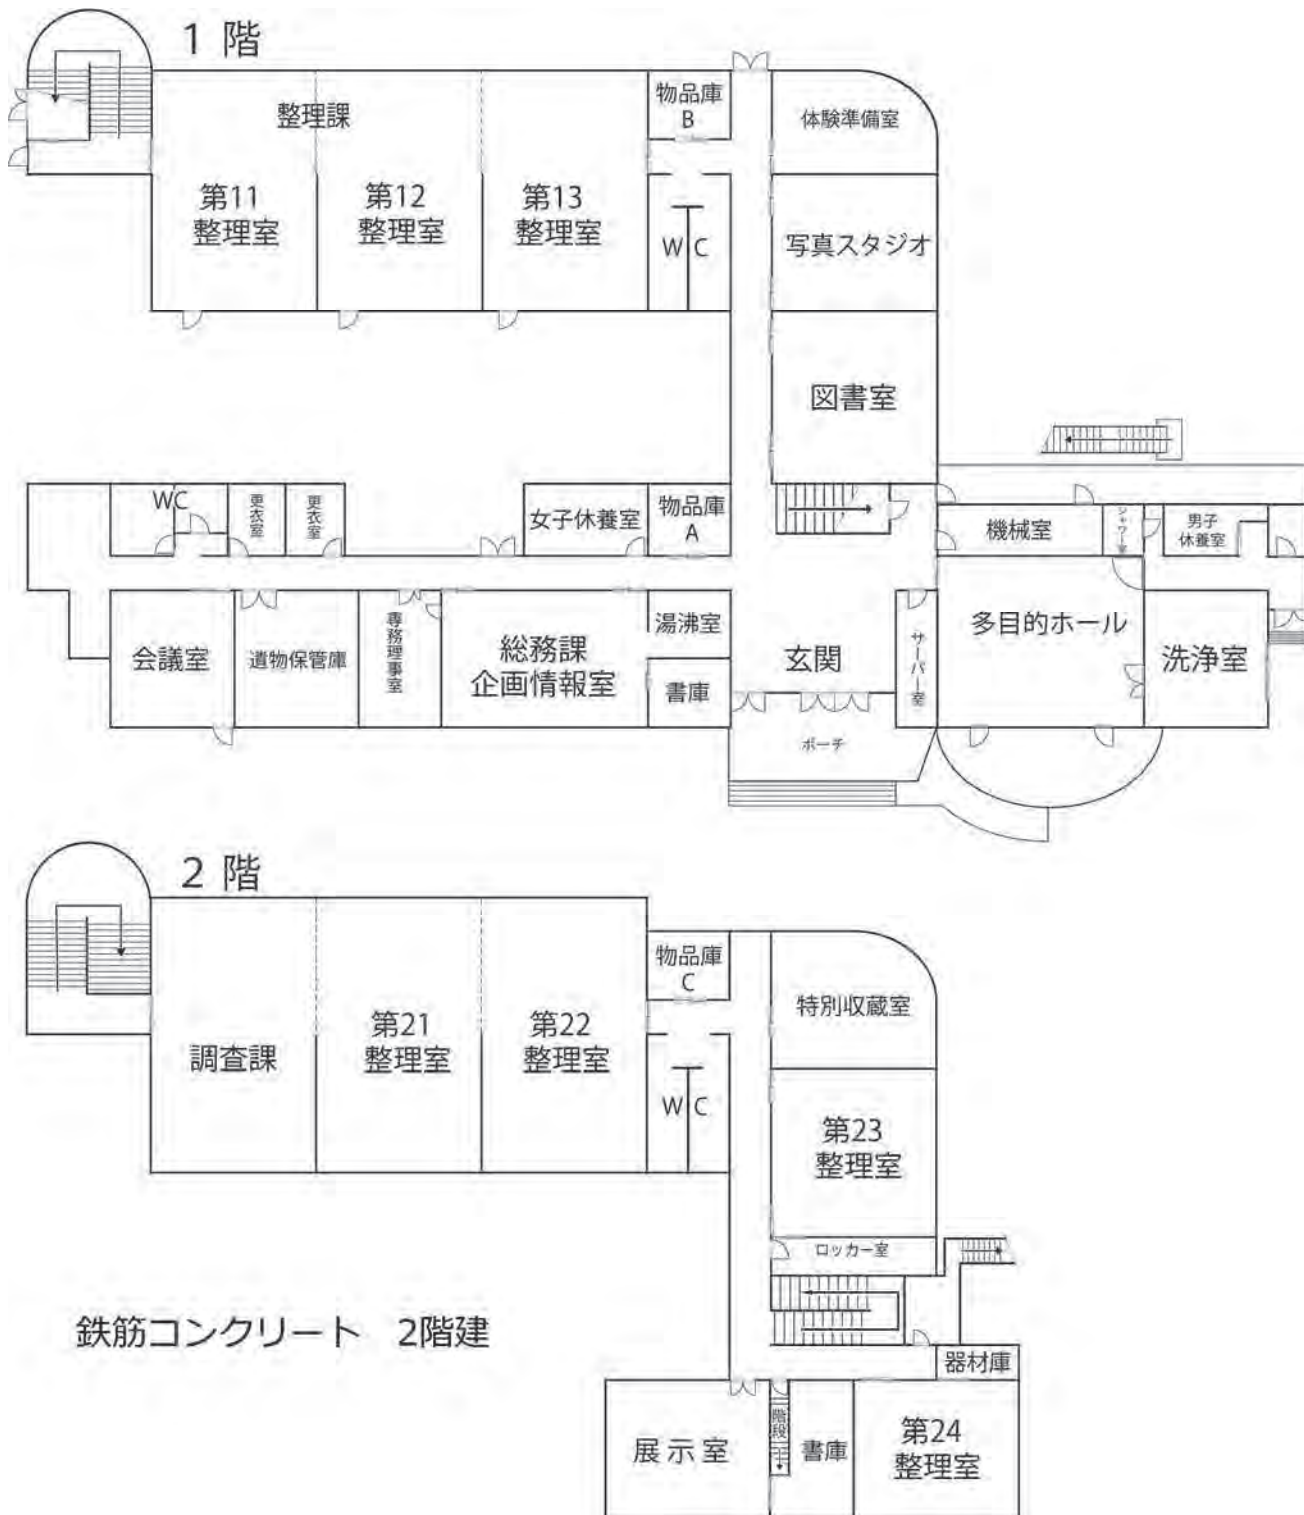 1 階
整理課
第11
整理室
第12
整理室
第13
整理室
物品庫
B
W C
体験準備室
写真スタジオ
図書室
WC
更衣室
更衣室
女子休養室
物品庫
A
機械室
シャワー室
男子
休養室
会議室
遺物保管庫
専務理事室
総務課
企画情報室
湯沸室
書庫
玄関
サーバー室
多目的ホール
洗浄室
ポーチ
2 階
調査課
第21
整理室
第22
整理室
物品庫
C
W C
特別収蔵室
第23
整理室
ロッカー室
器材庫
展示室
階段
書庫
第24
整理室
鉄筋コンクリート 2階建